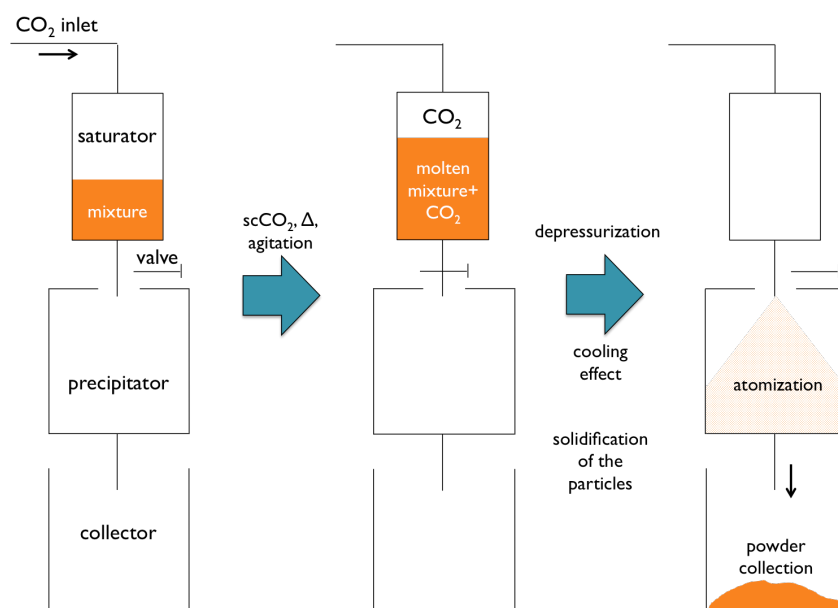 CO₂ inlet
saturator
mixture
valve
precipitator
collector
scCO₂, Δ,
agitation
CO₂
molten
mixture+
CO₂
depressurization
cooling
effect
solidification
of the
particles
atomization
powder
collection